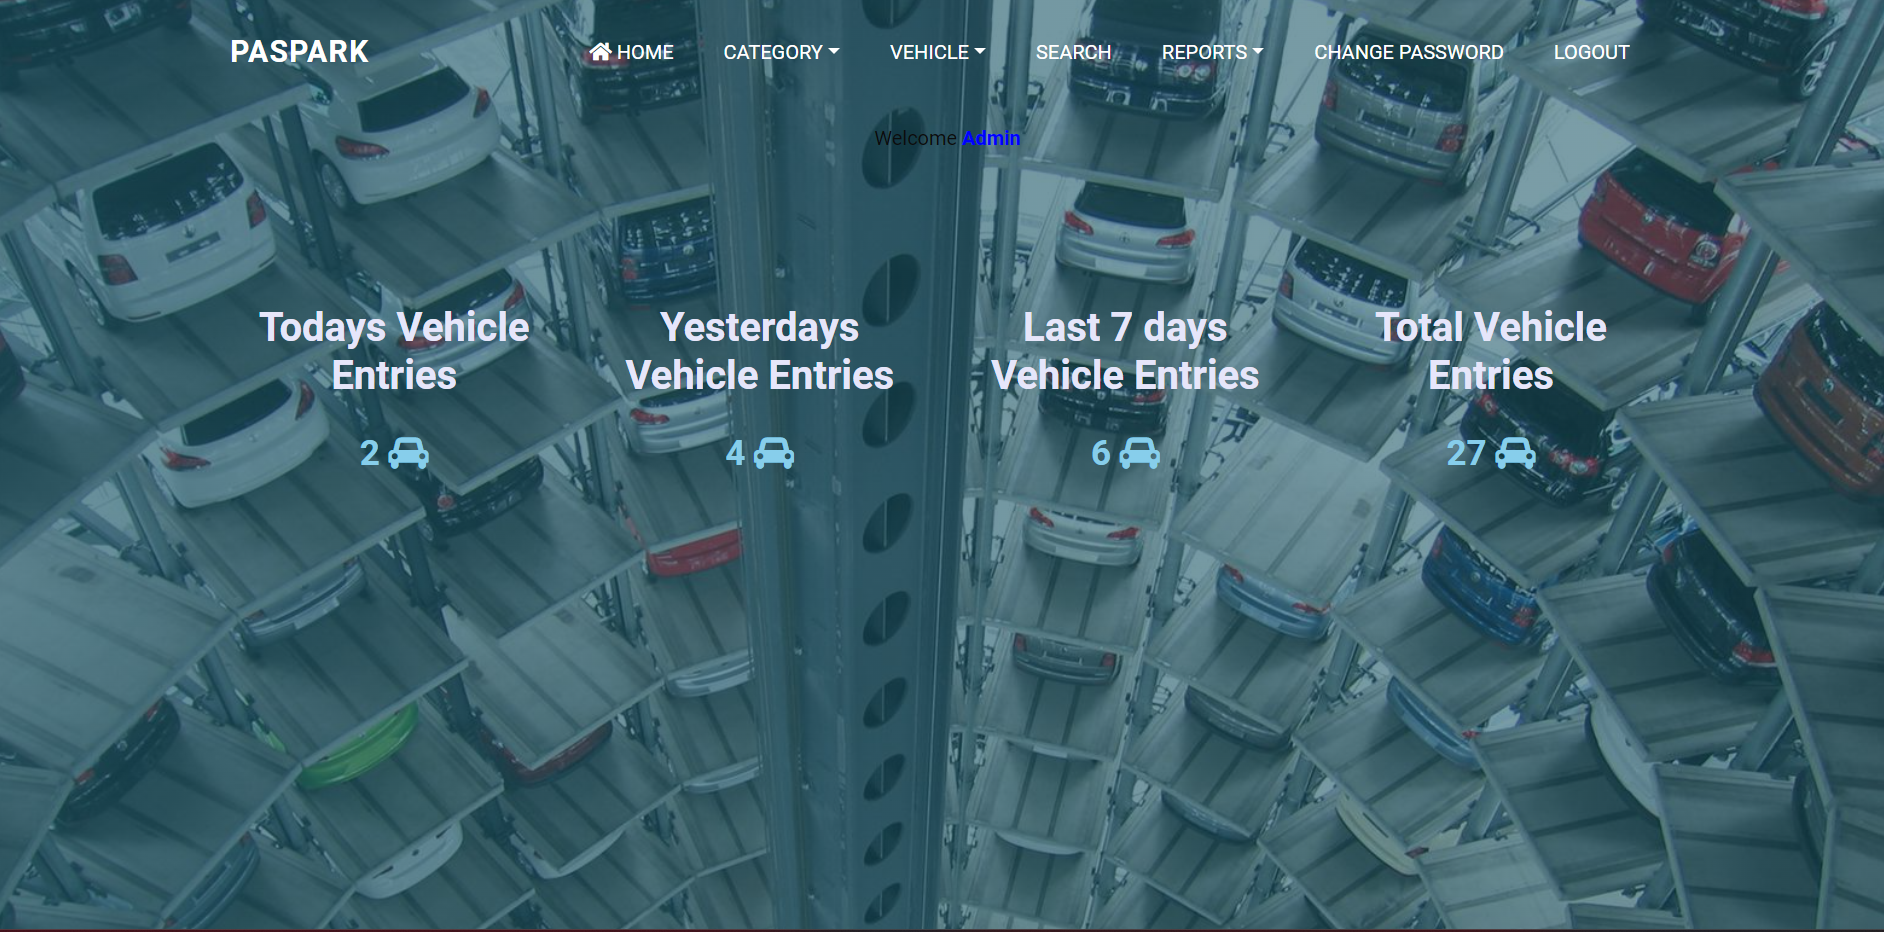 PASPARK
HOME CATEGORY VEHICLE SEARCH REPORTS CHANGE PASSWORD LOGOUT
Welcome Admin
Todays Vehicle
Entries
2
Yesterdays
Vehicle Entries
4
Last 7 days
Vehicle Entries
6
Total Vehicle
Entries
27